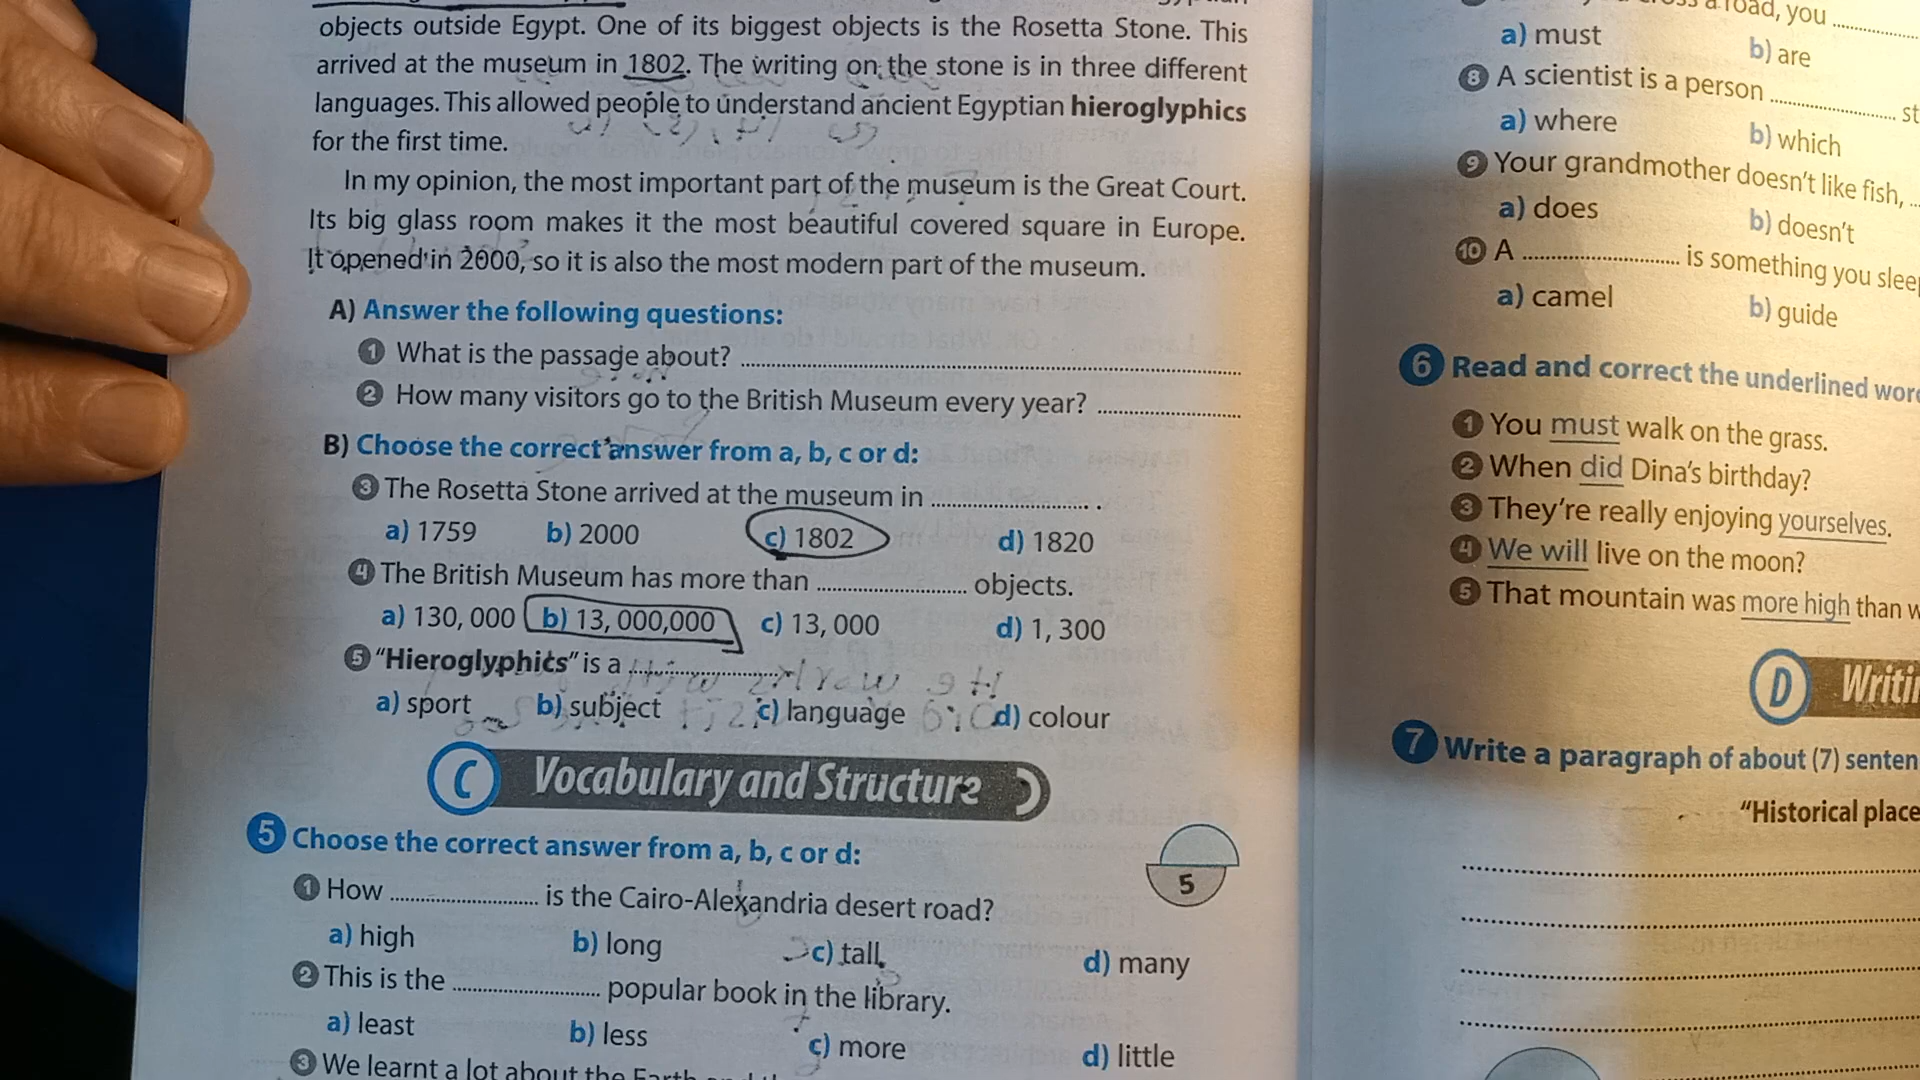 objects outside Egypt. One of its biggest objects is the Rosetta Stone. This
arrived at the museum in 1802. The writing on the stone is in three different
languages. This allowed people to understand ancient Egyptian hieroglyphics
for the first time.
In my opinion, the most important part of the museum is the Great Court.
Its big glass room makes it the most beautiful covered square in Europe.
It opened in 2000, so it is also the most modern part of the museum.
A) Answer the following questions:
1 What is the passage about? ........................
2 How many visitors go to the British Museum every year? ........................
B) Choose the correct answer from a, b, c or d:
3 The Rosetta Stone arrived at the museum in ........................ .
a) 1759 b) 2000 c) 1802 d) 1820
4 The British Museum has more than ........................ objects.
a) 130, 000 b) 13, 000,000 c) 13, 000 d) 1, 300
5 “Hieroglyphics” is a ........................
a) sport b) subject c) language d) colour
C Vocabulary and Structure
5 Choose the correct answer from a, b, c or d:
5
1 How ........................ is the Cairo-Alexandria desert road?
a) high b) long c) tall d) many
2 This is the ........................ popular book in the library.
a) least b) less c) more d) little
3 We learnt a lot about the Earth
a road, you ........................
a) must b) are
8 A scientist is a person ........................
a) where b) which
9 Your grandmother doesn’t like fish,
a) does b) doesn’t
10 A ........................ is something you
a) camel b) guide
6 Read and correct the underlined
1 You must walk on the grass.
2 When did Dina’s birthday?
3 They’re really enjoying yourselves.
4 We will live on the moon?
5 That mountain was more high than
D
7 Write a paragraph of about (7)
“Historical